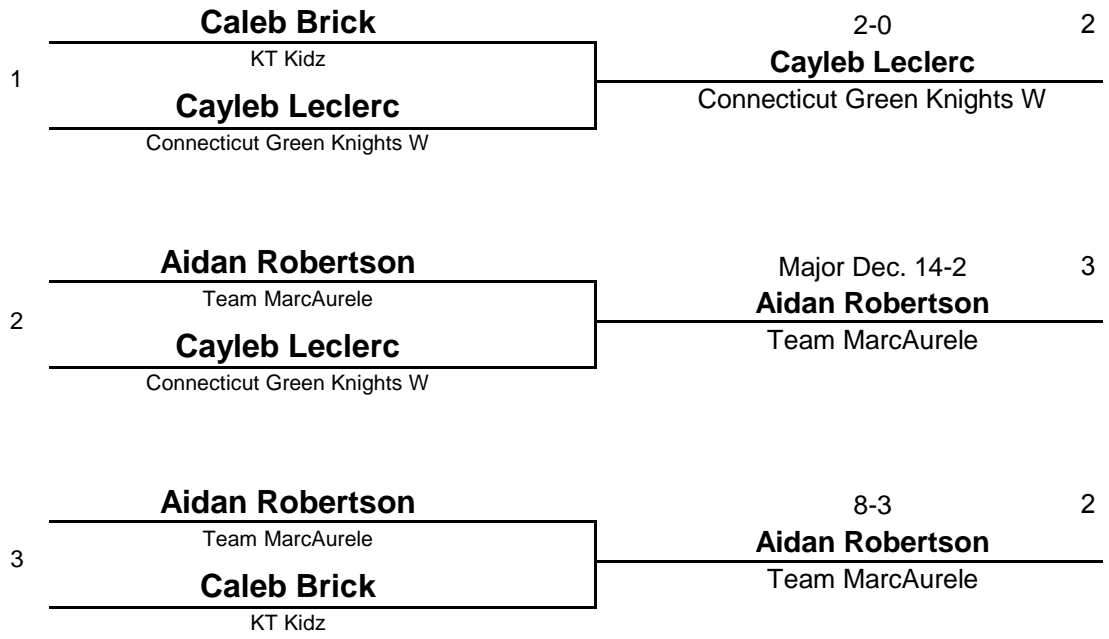 Caleb Brick
KT Kidz
1
Cayleb Leclerc
Connecticut Green Knights W
2-0 2
Cayleb Leclerc
Connecticut Green Knights W
Aidan Robertson
Team MarcAurele
2
Cayleb Leclerc
Connecticut Green Knights W
Major Dec. 14-2 3
Aidan Robertson
Team MarcAurele
Aidan Robertson
Team MarcAurele
3
Caleb Brick
KT Kidz
8-3 2
Aidan Robertson
Team MarcAurele